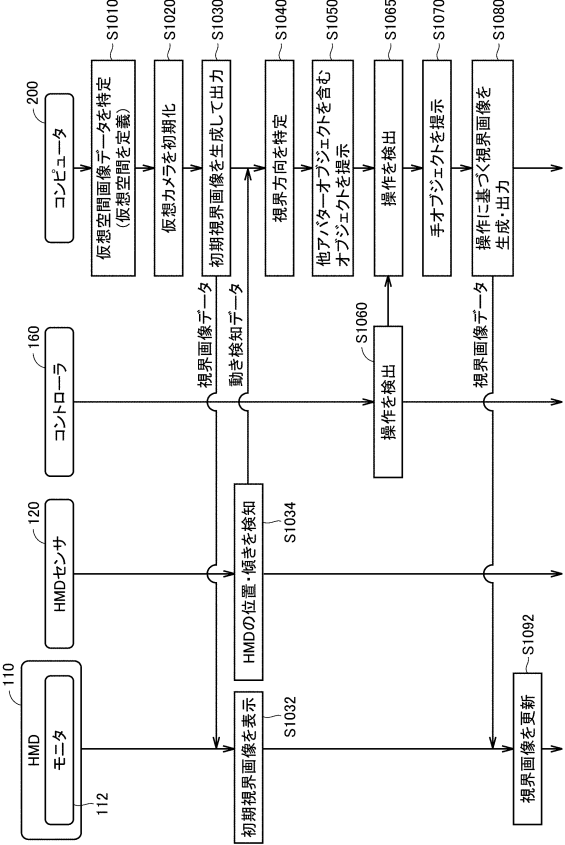 HMD
110
モニタ
112
HMDセンサ
120
コントローラ
160
コンピュータ
200
仮想空間画像データを特定
(仮想空間を定義)
S1010
仮想カメラを初期化
S1020
初期視界画像を生成して出力
S1030
視界画像データ
初期視界画像を表示
S1032
HMDの位置・傾きを検知
S1034
動き検知データ
視界方向を特定
S1040
他アバターオブジェクトを含む
オブジェクトを提示
S1050
操作を検出
S1060
操作を検出
S1065
手オブジェクトを提示
S1070
操作に基づく視界画像を
生成・出力
S1080
視界画像データ
視界画像を更新
S1092